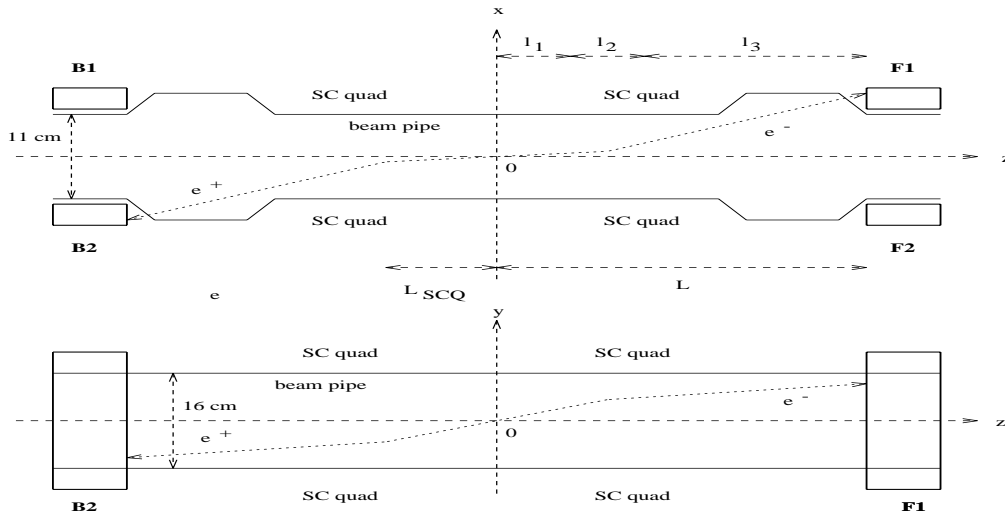 x
l1 l2 l3
B1 F1
SC quad SC quad
beam pipe
11 cm e -
0 z
e +
SC quad SC quad
B2 F2
e L SCQ L
y
SC quad SC quad
beam pipe
16 cm e -
e + 0 z
SC quad SC quad
B2 F1